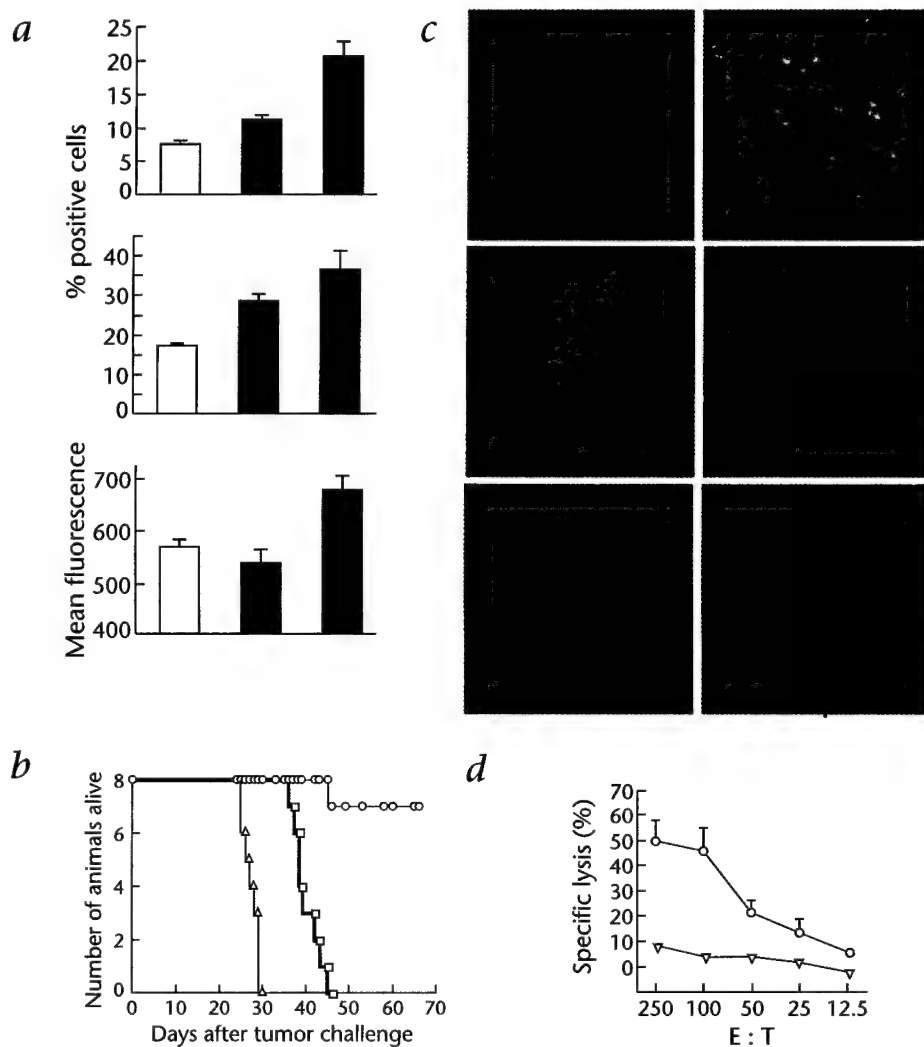 a
25
20
15
10
5
0
% positive cells
40
30
20
10
0
700
600
500
400
Mean fluorescence
b
8
6
4
2
0
Number of animals alive
0 10 20 30 40 50 60 70
Days after tumor challenge
c
d
70
60
50
40
30
20
10
0
Specific lysis (%)
250 100 50 25 12.5
E : T